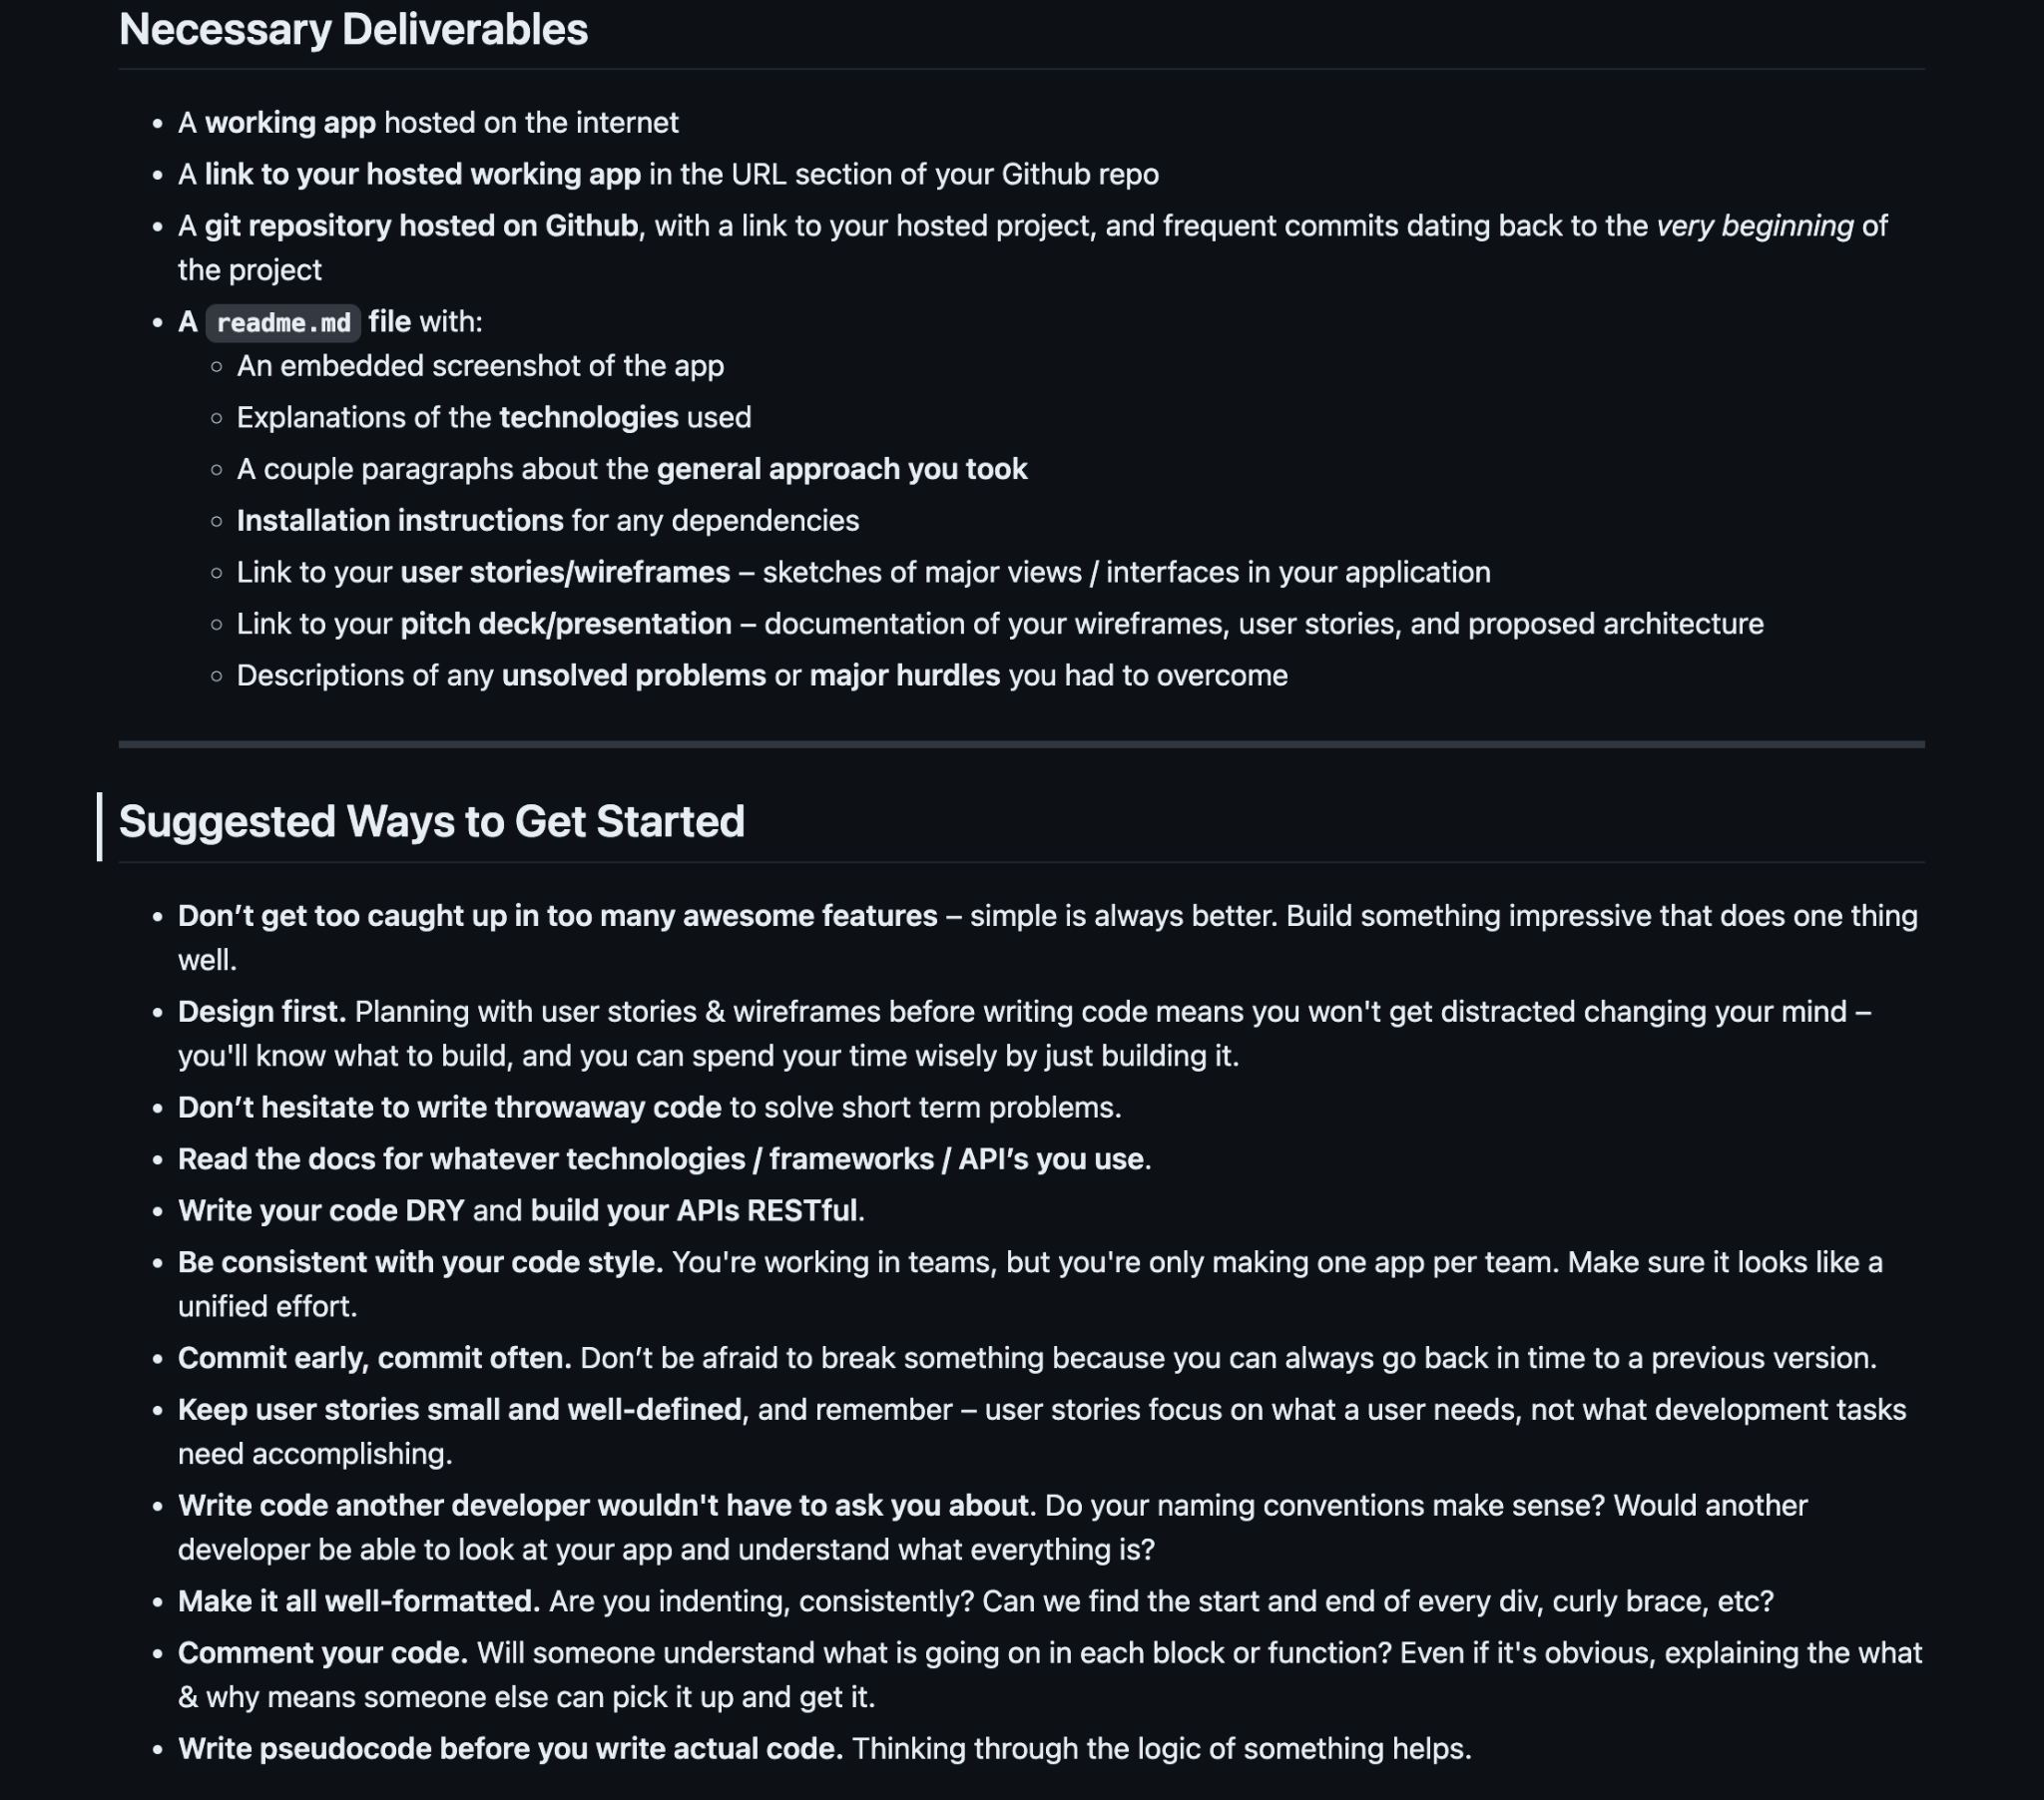 Necessary Deliverables
• A working app hosted on the internet
• A link to your hosted working app in the URL section of your Github repo
• A git repository hosted on Github, with a link to your hosted project, and frequent commits dating back to the very beginning of
the project
• A readme.md file with:
◦ An embedded screenshot of the app
◦ Explanations of the technologies used
◦ A couple paragraphs about the general approach you took
◦ Installation instructions for any dependencies
◦ Link to your user stories/wireframes – sketches of major views / interfaces in your application
◦ Link to your pitch deck/presentation – documentation of your wireframes, user stories, and proposed architecture
◦ Descriptions of any unsolved problems or major hurdles you had to overcome
Suggested Ways to Get Started
• Don’t get too caught up in too many awesome features – simple is always better. Build something impressive that does one thing
well.
• Design first. Planning with user stories & wireframes before writing code means you won't get distracted changing your mind –
you'll know what to build, and you can spend your time wisely by just building it.
• Don’t hesitate to write throwaway code to solve short term problems.
• Read the docs for whatever technologies / frameworks / API’s you use.
• Write your code DRY and build your APIs RESTful.
• Be consistent with your code style. You're working in teams, but you're only making one app per team. Make sure it looks like a
unified effort.
• Commit early, commit often. Don’t be afraid to break something because you can always go back in time to a previous version.
• Keep user stories small and well-defined, and remember – user stories focus on what a user needs, not what development tasks
need accomplishing.
• Write code another developer wouldn't have to ask you about. Do your naming conventions make sense? Would another
developer be able to look at your app and understand what everything is?
• Make it all well-formatted. Are you indenting, consistently? Can we find the start and end of every div, curly brace, etc?
• Comment your code. Will someone understand what is going on in each block or function? Even if it's obvious, explaining the what
& why means someone else can pick it up and get it.
• Write pseudocode before you write actual code. Thinking through the logic of something helps.